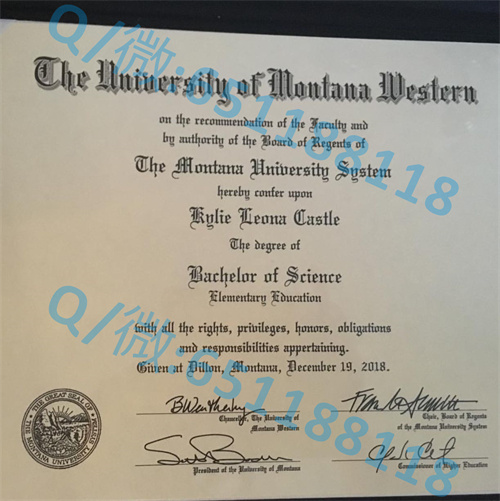 The University of Montana Western
on the recommendation of the Faculty and
by authority of the Board of Regents of
The Montana University System
hereby confer upon
Kylie Leona Castle
The degree of
Bachelor of Science
Elementary Education
with all the rights, privileges, honors, obligations
and responsibilities appertaining.
Given at Dillon, Montana, December 19, 2018.
Chancellor, The University of
Montana Western
Chair, Board of Regents
of the Montana University System
President of the University of Montana
Commissioner of Higher Education
Q/微:651188118
Q/微:651188118